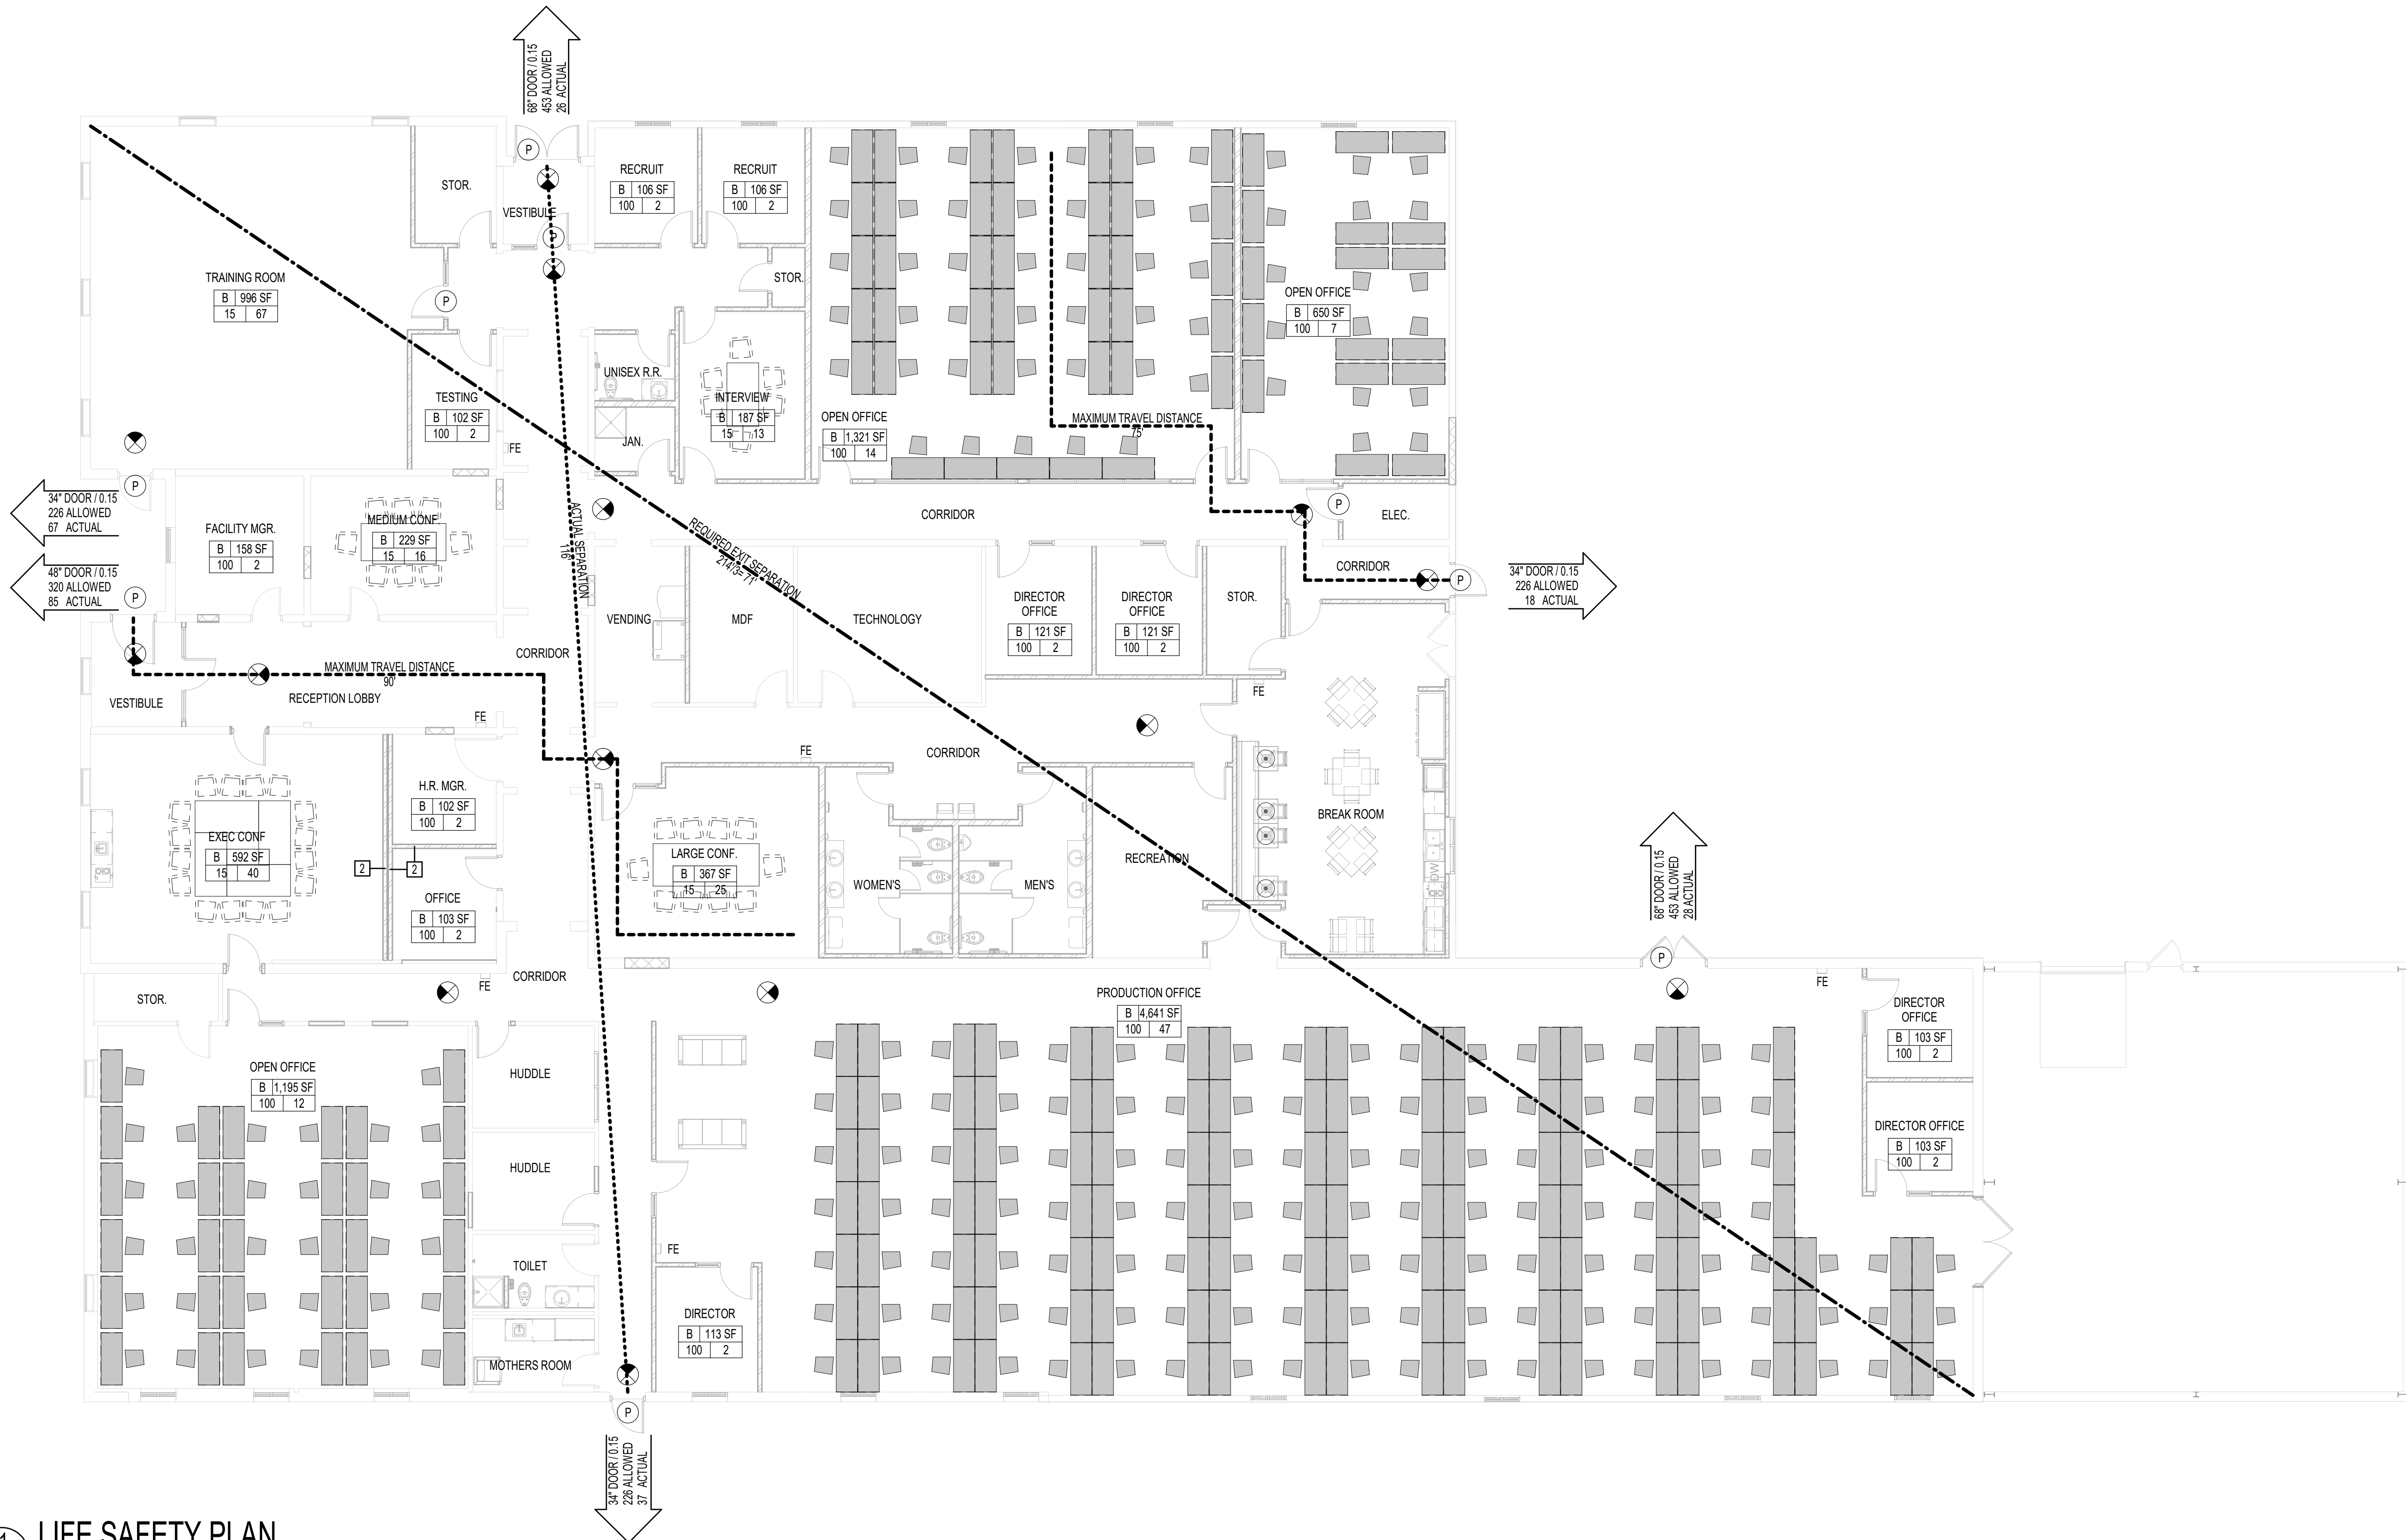 68" DOOR / 0.15
453 ALLOWED
26 ACTUAL
P
STOR.
VESTIBULE
P
RECRUIT
B 106 SF
100 2
RECRUIT
B 106 SF
100 2
STOR.
TRAINING ROOM
B 996 SF
15 67
P
OPEN OFFICE
B 650 SF
100 7
UNISEX R.R.
TESTING
B 102 SF
100 2
INTERVIEW
B 187 SF
15 13
FE
JAN.
OPEN OFFICE
B 1,321 SF
100 14
MAXIMUM TRAVEL DISTANCE
75'
P
34" DOOR / 0.15
226 ALLOWED
67 ACTUAL
48" DOOR / 0.15
320 ALLOWED
85 ACTUAL
P
FACILITY MGR.
B 158 SF
100 2
MEDIUM CONF.
B 229 SF
15 16
ACTUAL SEPARATION
116'
REQUIRED EXIT SEPARATION
214'/3= 71'
CORRIDOR
P
ELEC.
CORRIDOR
P
34" DOOR / 0.15
226 ALLOWED
18 ACTUAL
VENDING
MDF
TECHNOLOGY
DIRECTOR
OFFICE
B 121 SF
100 2
DIRECTOR
OFFICE
B 121 SF
100 2
STOR.
CORRIDOR
MAXIMUM TRAVEL DISTANCE
90'
RECEPTION LOBBY
VESTIBULE
FE
FE
FE
CORRIDOR
EXEC CONF
B 592 SF
15 40
H.R. MGR.
B 102 SF
100 2
2
2
OFFICE
B 103 SF
100 2
LARGE CONF.
B 367 SF
15 25
WOMEN'S
MEN'S
RECREATION
BREAK ROOM
DW
68" DOOR / 0.15
453 ALLOWED
28 ACTUAL
P
STOR.
FE
CORRIDOR
PRODUCTION OFFICE
B 4,641 SF
100 47
FE
DIRECTOR
OFFICE
B 103 SF
100 2
DIRECTOR OFFICE
B 103 SF
100 2
OPEN OFFICE
B 1,195 SF
100 12
HUDDLE
HUDDLE
FE
TOILET
DIRECTOR
B 113 SF
100 2
MOTHERS ROOM
P
34" DOOR / 0.15
226 ALLOWED
37 ACTUAL
1 LIFE SAFETY PLAN